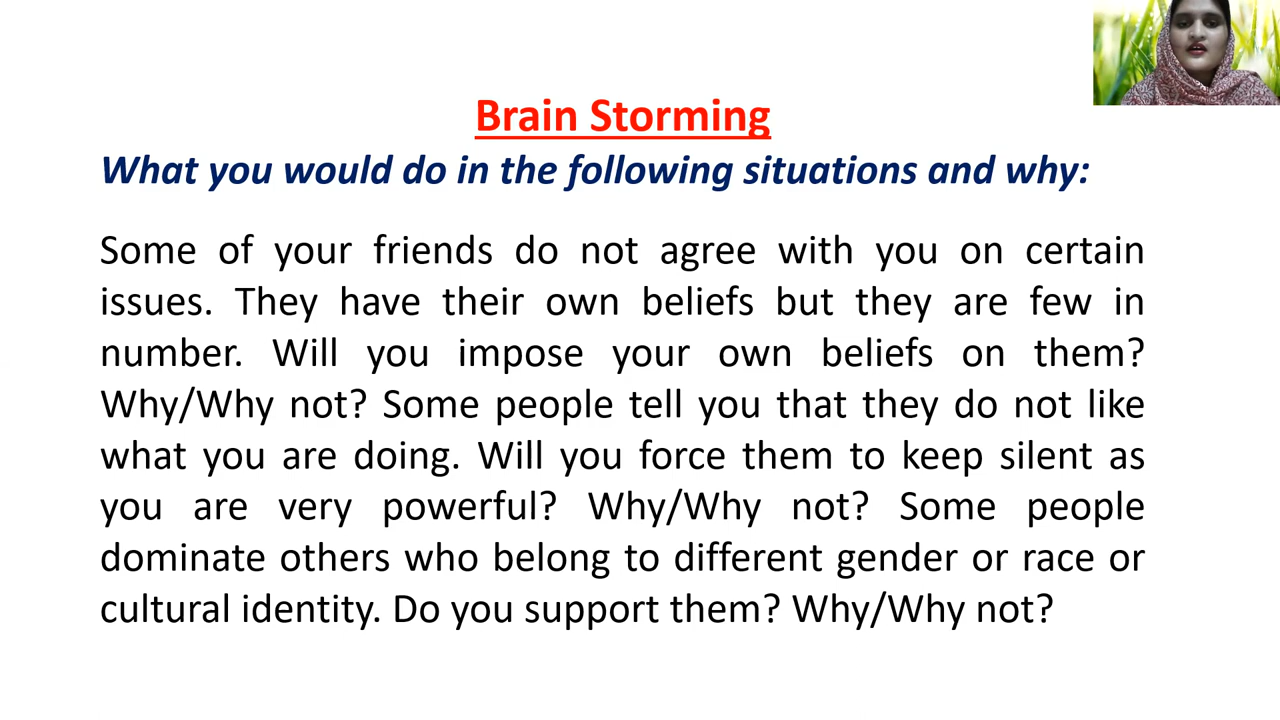 Brain Storming
What you would do in the following situations and why:
Some of your friends do not agree with you on certain
issues. They have their own beliefs but they are few in
number. Will you impose your own beliefs on them?
Why/Why not? Some people tell you that they do not like
what you are doing. Will you force them to keep silent as
you are very powerful? Why/Why not? Some people
dominate others who belong to different gender or race or
cultural identity. Do you support them? Why/Why not?